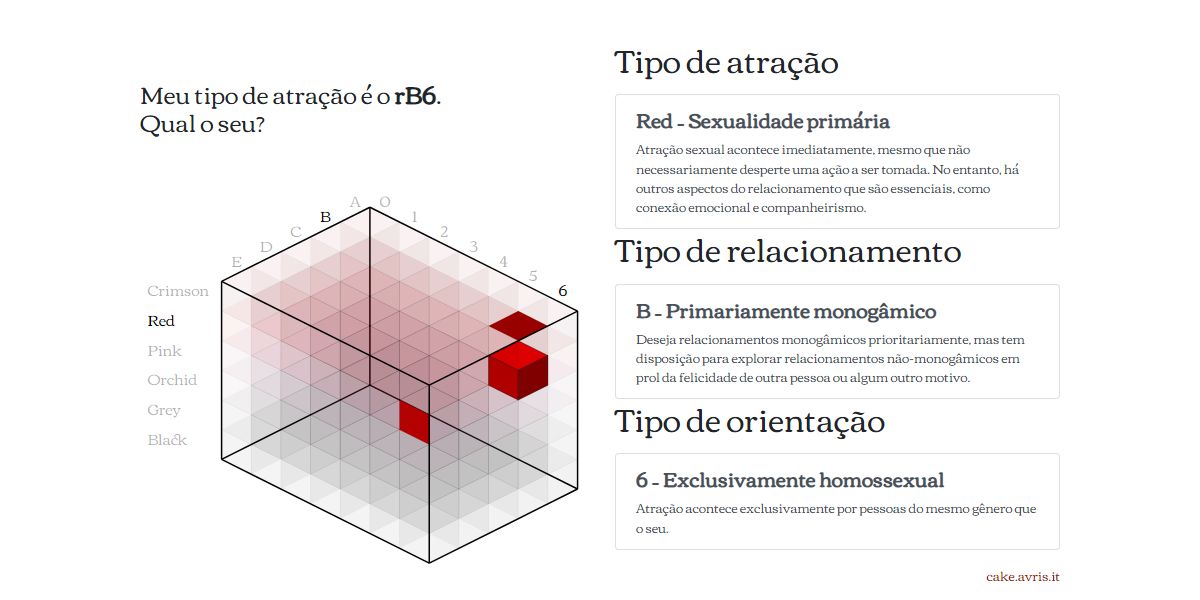 Meu tipo de atração é o rB6.
Qual o seu?
A 0
B 1
C 2
D 3
E 4
5
6
Crimson
Red
Pink
Orchid
Grey
Black
Tipo de atração
Red - Sexualidade primária
Atração sexual acontece imediatamente, mesmo que não
necessariamente desperte uma ação a ser tomada. No entanto, há
outros aspectos do relacionamento que são essenciais, como
conexão emocional e companheirismo.
Tipo de relacionamento
B - Primariamente monogâmico
Deseja relacionamentos monogâmicos prioritariamente, mas tem
disposição para explorar relacionamentos não-monogâmicos em
prol da felicidade de outra pessoa ou algum outro motivo.
Tipo de orientação
6 - Exclusivamente homossexual
Atração acontece exclusivamente por pessoas do mesmo gênero que
o seu.
cake.avris.it